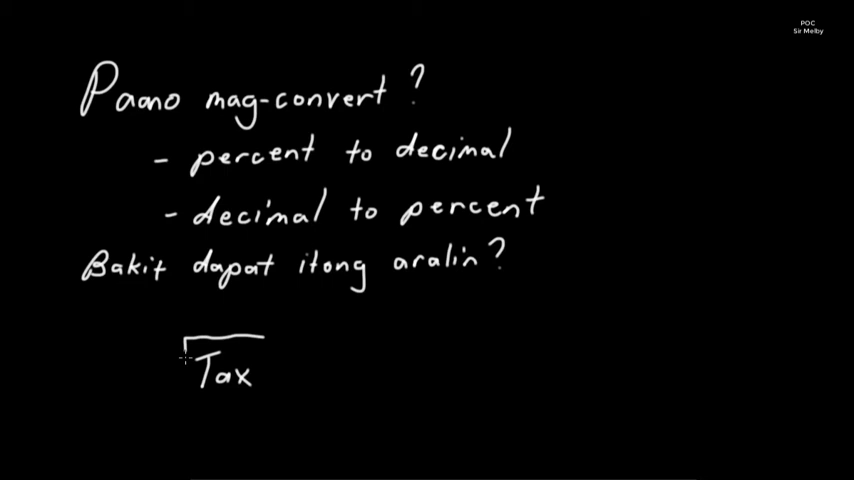 POC
Sir Melby
Paano mag-convert?
- percent to decimal
- decimal to percent
Bakit dapat itong aralin?
Tax